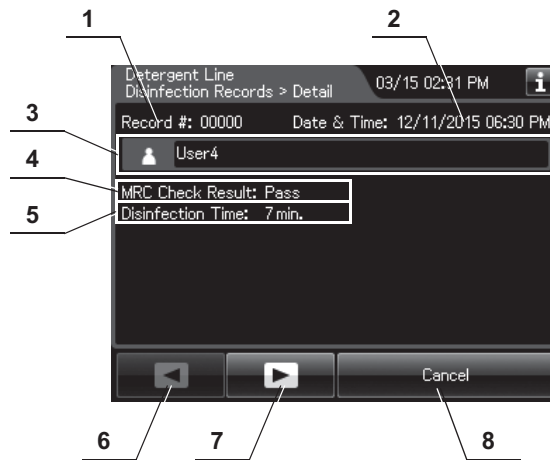 1
2
Detergent Line
Disinfection Records > Detail
03/15 02:31 PM
i
3
Record #: 00000
Date & Time: 12/11/2015 06:30 PM
User4
4
MRC Check Result: Pass
5
Disinfection Time: 7 min.
Cancel
6
7
8